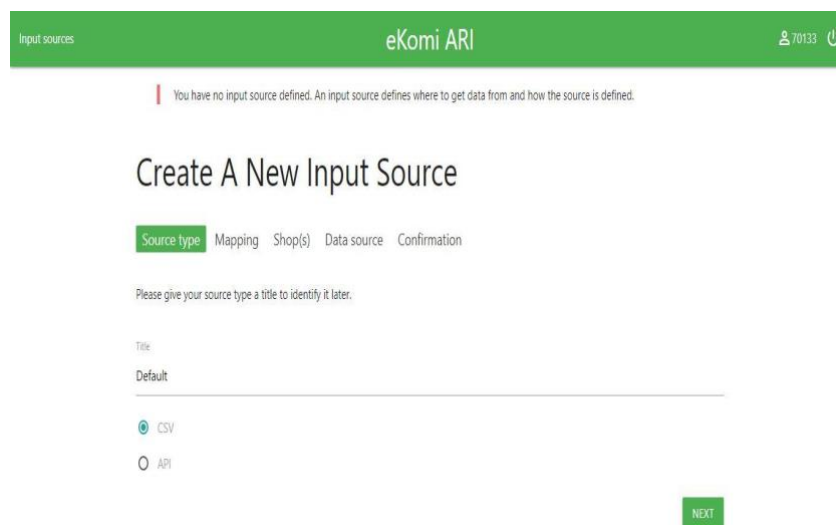 Input sources
eKomi ARI
70133
You have no input source defined. An input source defines where to get data from and how the source is defined.
Create A New Input Source
Source type Mapping Shop(s) Data source Confirmation
Please give your source type a title to identify it later.
Title
Default
CSV
API
NEXT